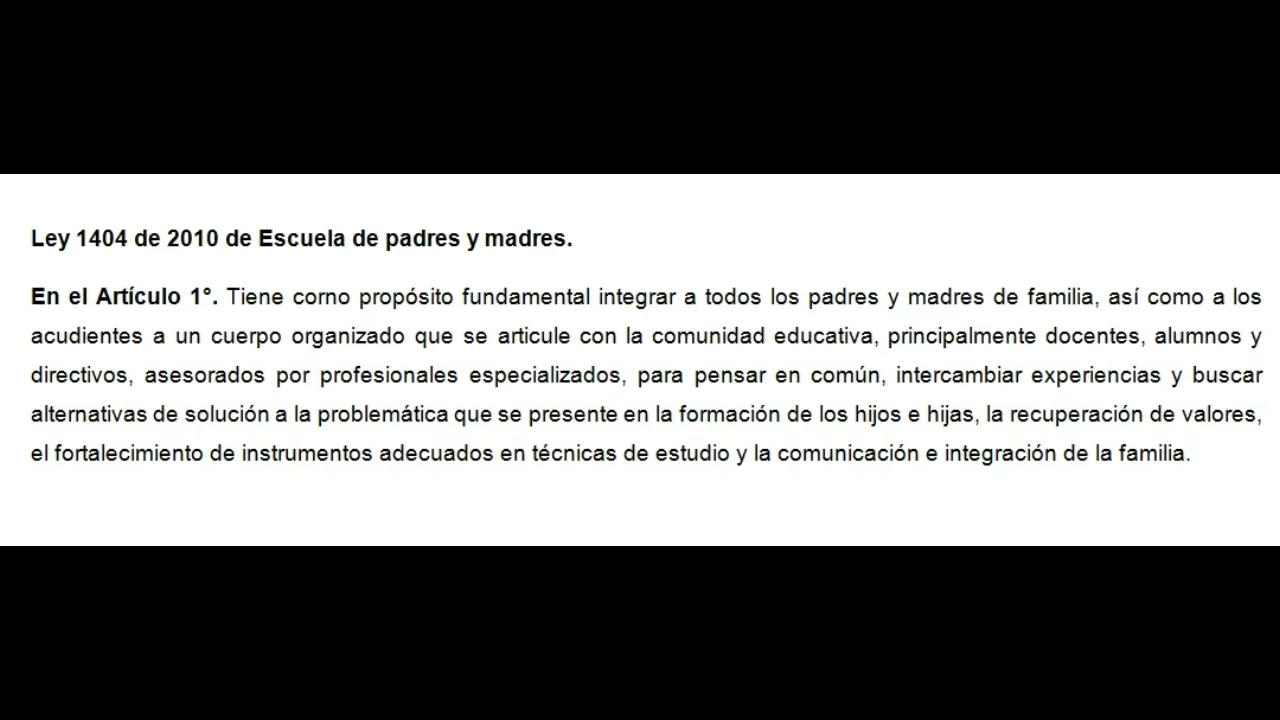 Ley 1404 de 2010 de Escuela de padres y madres.
En el Artículo 1°. Tiene corno propósito fundamental integrar a todos los padres y madres de familia, así como a los
acudientes a un cuerpo organizado que se articule con la comunidad educativa, principalmente docentes, alumnos y
directivos, asesorados por profesionales especializados, para pensar en común, intercambiar experiencias y buscar
alternativas de solución a la problemática que se presente en la formación de los hijos e hijas, la recuperación de valores,
el fortalecimiento de instrumentos adecuados en técnicas de estudio y la comunicación e integración de la familia.